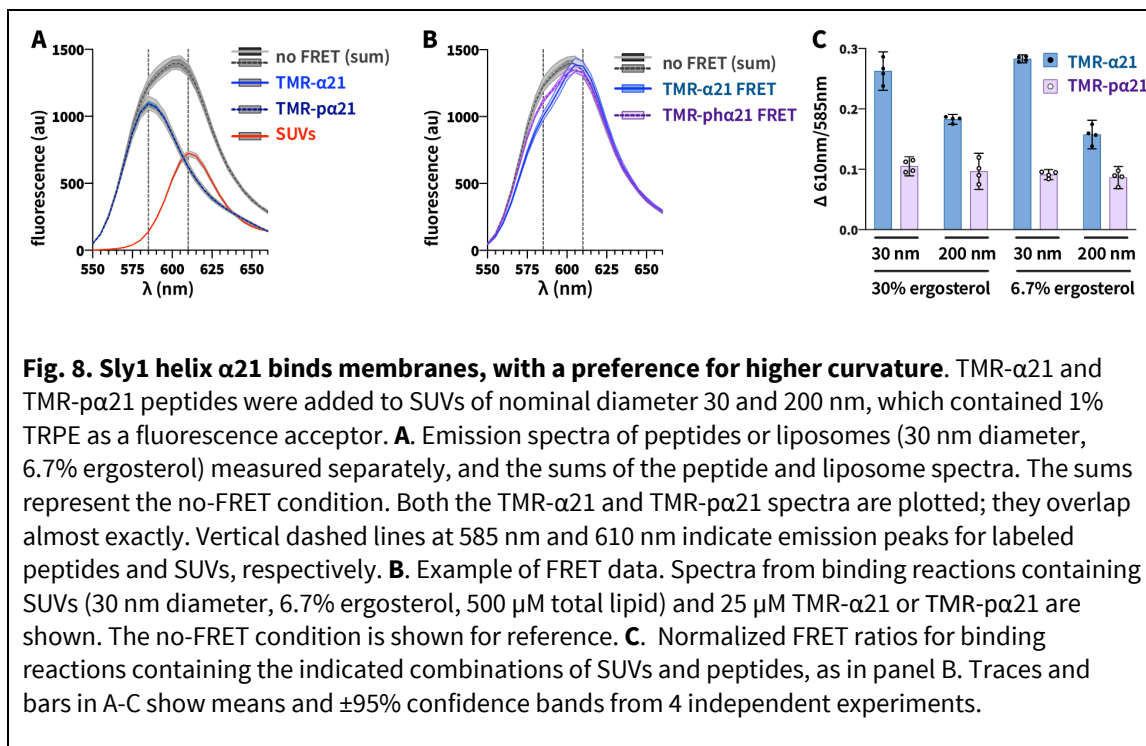 A
1500
1000
500
0
fluorescence (au)
550
575
600
625
650
λ (nm)
no FRET (sum)
TMR-α21
TMR-pα21
SUVs
B
1500
1000
500
0
fluorescence (au)
550
575
600
625
650
λ (nm)
no FRET (sum)
TMR-α21 FRET
TMR-phα21 FRET
C
0.3
0.2
0.1
0.0
Δ 610nm/585nm
TMR-α21
TMR-pα21
30 nm 200 nm 30 nm 200 nm
30% ergosterol 6.7% ergosterol
Fig. 8. Sly1 helix α21 binds membranes, with a preference for higher curvature. TMR-α21 and
TMR-pα21 peptides were added to SUVs of nominal diameter 30 and 200 nm, which contained 1%
TRPE as a fluorescence acceptor. A. Emission spectra of peptides or liposomes (30 nm diameter,
6.7% ergosterol) measured separately, and the sums of the peptide and liposome spectra. The sums
represent the no-FRET condition. Both the TMR-α21 and TMR-pα21 spectra are plotted; they overlap
almost exactly. Vertical dashed lines at 585 nm and 610 nm indicate emission peaks for labeled
peptides and SUVs, respectively. B. Example of FRET data. Spectra from binding reactions containing
SUVs (30 nm diameter, 6.7% ergosterol, 500 μM total lipid) and 25 μM TMR-α21 or TMR-pα21 are
shown. The no-FRET condition is shown for reference. C. Normalized FRET ratios for binding
reactions containing the indicated combinations of SUVs and peptides, as in panel B. Traces and
bars in A-C show means and ±95% confidence bands from 4 independent experiments.